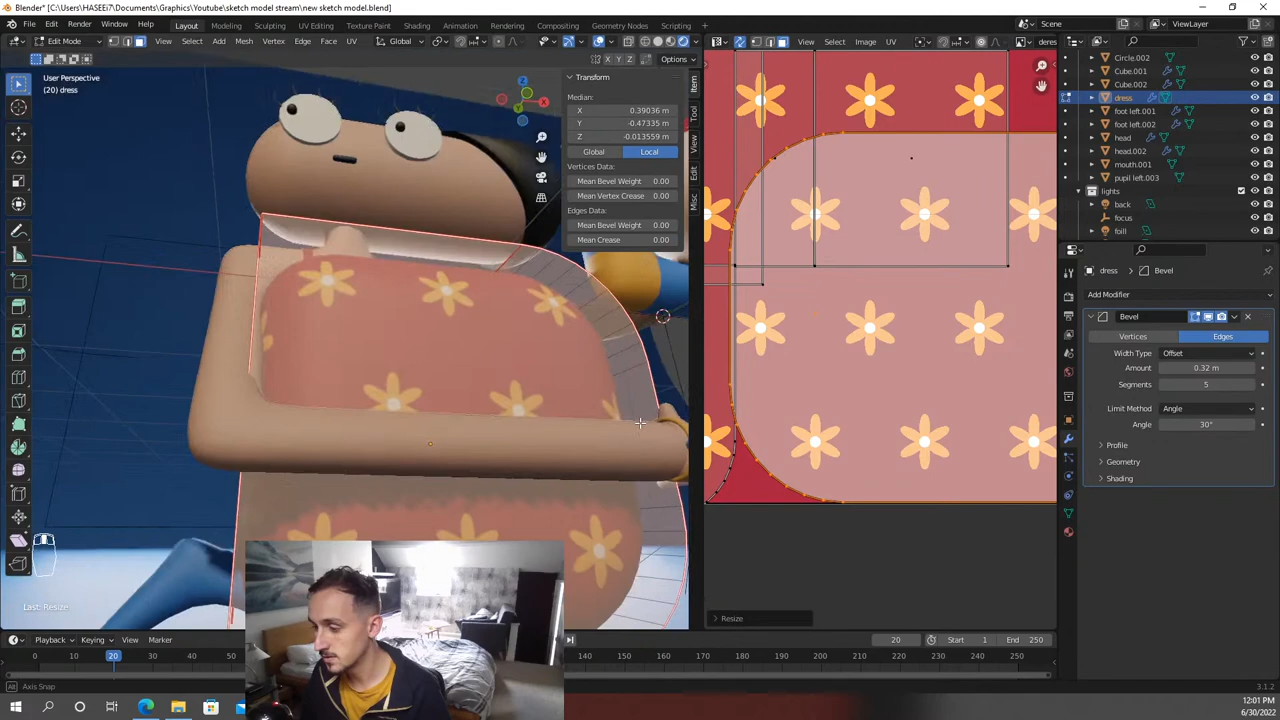 Blender* [C:\Users\HASEEi7\Documents\Graphics\Youtube\sketch model stream\new sketch model.blend]
File Edit Render Window Help Layout Modeling Sculpting UV Editing Texture Paint Shading Animation Rendering Compositing Geometry Nodes Scripting Scene ViewLayer
Edit Mode View Select Add Mesh Vertex Edge Face UV Global View Select Image UV
X Y Z Options
User Perspective
(20) dress
Transform
Median:
X 0.39036 m
Y -0.47335 m
Z -0.013559 m
Global Local
Vertices Data:
Mean Bevel Weight 0.00
Mean Vertex Crease 0.00
Edges Data:
Mean Bevel Weight 0.00
Mean Crease 0.00
Item
Tool
View
Edit
Misc
Circle.002
Cube.001
Cube.002
dress
foot left.001
foot left.002
head
head.002
mouth.001
pupil left.003
lights
back
focus
foill
dress Bevel
Add Modifier
Bevel
Vertices Edges
Width Type Offset
Amount 0.32 m
Segments 5
Limit Method Angle
Angle 30°
Profile
Geometry
Shading
Last: Resize
Resize
Playback Keying View Marker 20 Start 1 End 250
0 10 20 30 40 50 180 190 200 210 220 230 240 250
Axis Snap
12:01 PM
6/30/2022